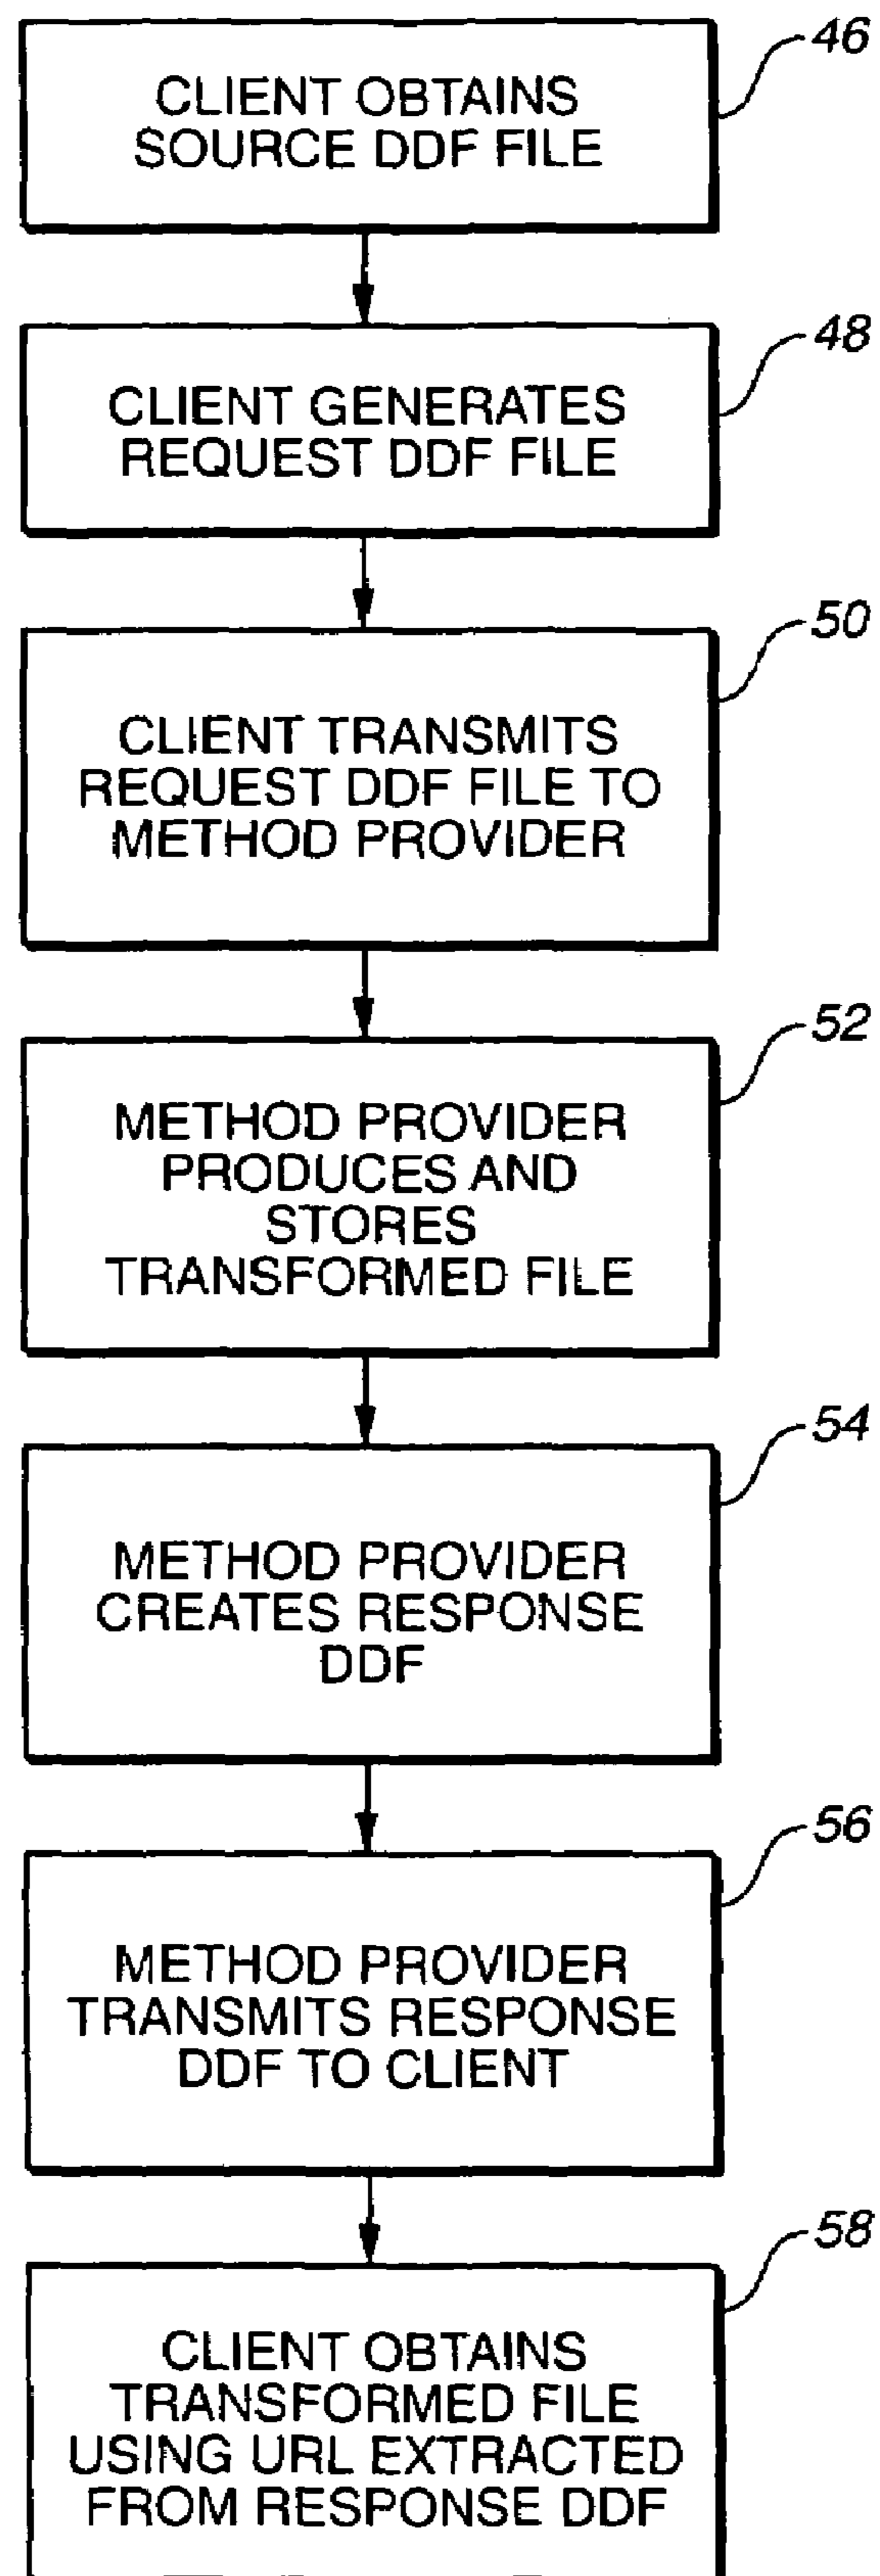 46
CLIENT OBTAINS
SOURCE DDF FILE
48
CLIENT GENERATES
REQUEST DDF FILE
50
CLIENT TRANSMITS
REQUEST DDF FILE TO
METHOD PROVIDER
52
METHOD PROVIDER
PRODUCES AND
STORES
TRANSFORMED FILE
54
METHOD PROVIDER
CREATES RESPONSE
DDF
56
METHOD PROVIDER
TRANSMITS RESPONSE
DDF TO CLIENT
58
CLIENT OBTAINS
TRANSFORMED FILE
USING URL EXTRACTED
FROM RESPONSE DDF